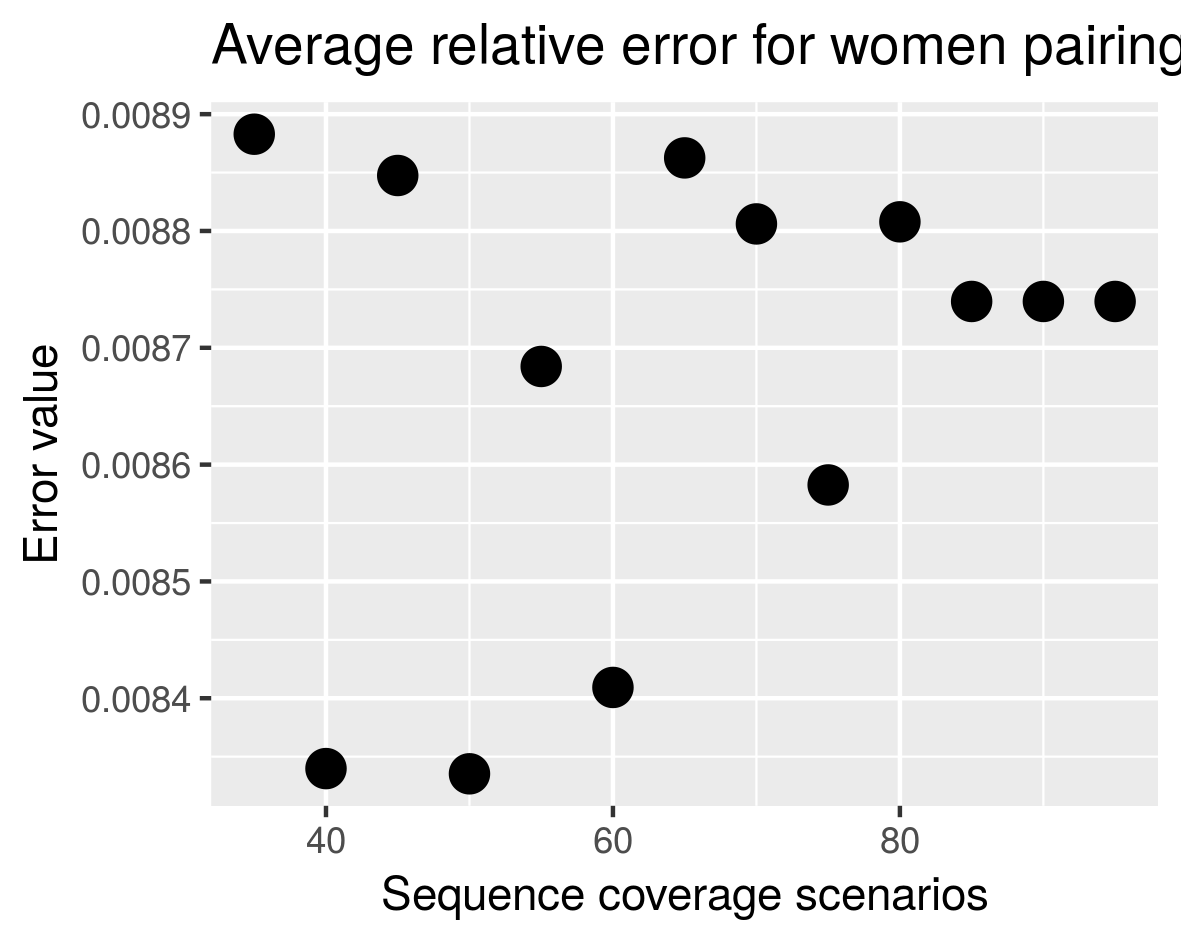 Average relative error for women pairing
0.0089
0.0088
0.0087
0.0086
0.0085
0.0084
Error value
40 60 80
Sequence coverage scenarios